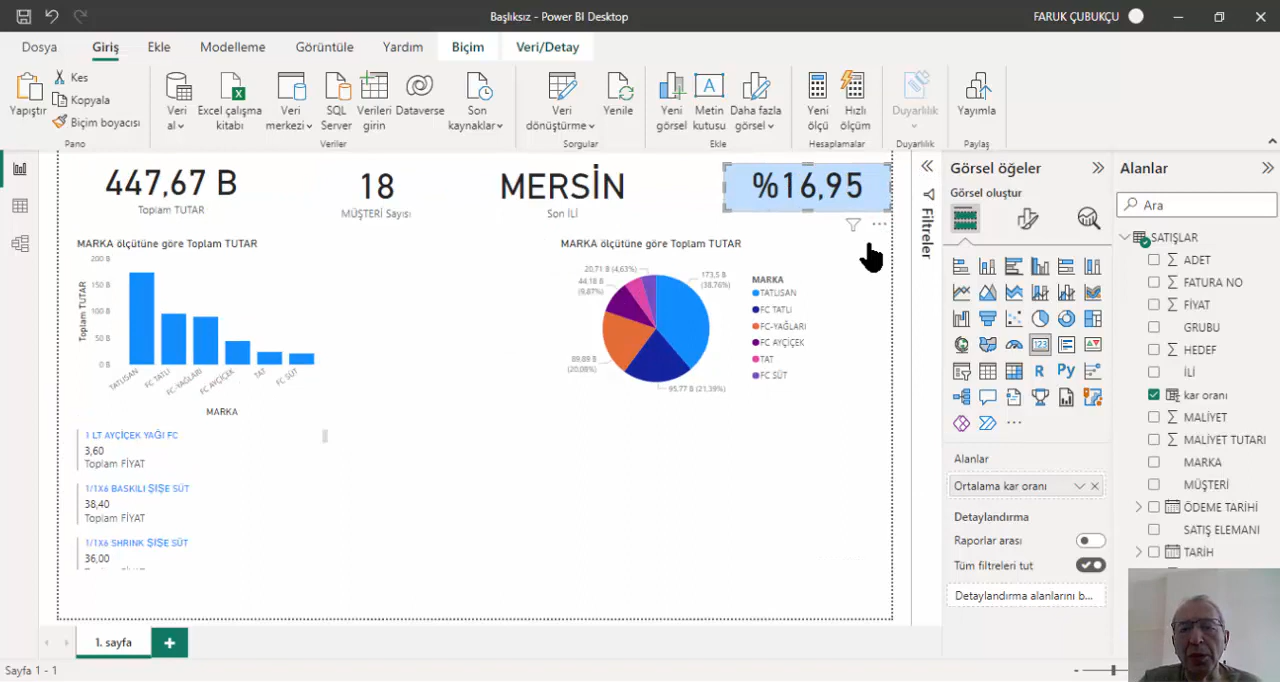 Başlıksız - Power BI Desktop
FARUK ÇUBUKÇU
Dosya
Giriş
Ekle
Modelleme
Görüntüle
Yardım
Biçim
Veri/Detay
Yapıştır
Kes
Kopyala
Biçim boyacısı
Pano
Veri al
Excel çalışma kitabı
Veri merkezi
SQL Server
Verileri girin
Dataverse
Son kaynaklar
Veriler
Veri dönüştürme
Yenile
Sorgular
Yeni görsel
Metin kutusu
Daha fazla görsel
Ekle
Yeni ölçü
Hızlı ölçüm
Hesaplamalar
Duyarlılık
Duyarlılık
Yayımla
Paylaş
447,67 B
Toplam TUTAR
18
MÜŞTERİ Sayısı
MERSİN
Son İLİ
%16,95
MARKA ölçütüne göre Toplam TUTAR
200 B
150 B
100 B
50 B
0 B
Toplam TUTAR
TATLISAN
FC TATLI
FC-YAĞLARI
FC AYÇİÇEK
TAT
FC SÜT
MARKA
MARKA ölçütüne göre Toplam TUTAR
20,71 B (4,63%)
44,18 B
(9,87%)
89,89 B
(20,08%)
173,5 B
(38,76%)
95,77 B (21,39%)
MARKA
TATLISAN
FC TATLI
FC-YAĞLARI
FC AYÇİÇEK
TAT
FC SÜT
1 LT AYÇİÇEK YAĞI FC
3,60
Toplam FİYAT
1/1X6 BASKILI ŞİŞE SÜT
38,40
Toplam FİYAT
1/1X6 SHRINK ŞİŞE SÜT
36,00
Filtreler
Görsel öğeler
Görsel oluştur
123
R
Py
Alanlar
Ortalama kar oranı
Detaylandırma
Raporlar arası
Tüm filtreleri tut
Detaylandırma alanlarını b...
Alanlar
Ara
SATIŞLAR
ADET
FATURA NO
FİYAT
GRUBU
HEDEF
İLİ
kar oranı
MALİYET
MALİYET TUTARI
MARKA
MÜŞTERİ
ÖDEME TARİHİ
SATIŞ ELEMANI
TARİH
1. sayfa
Sayfa 1 - 1